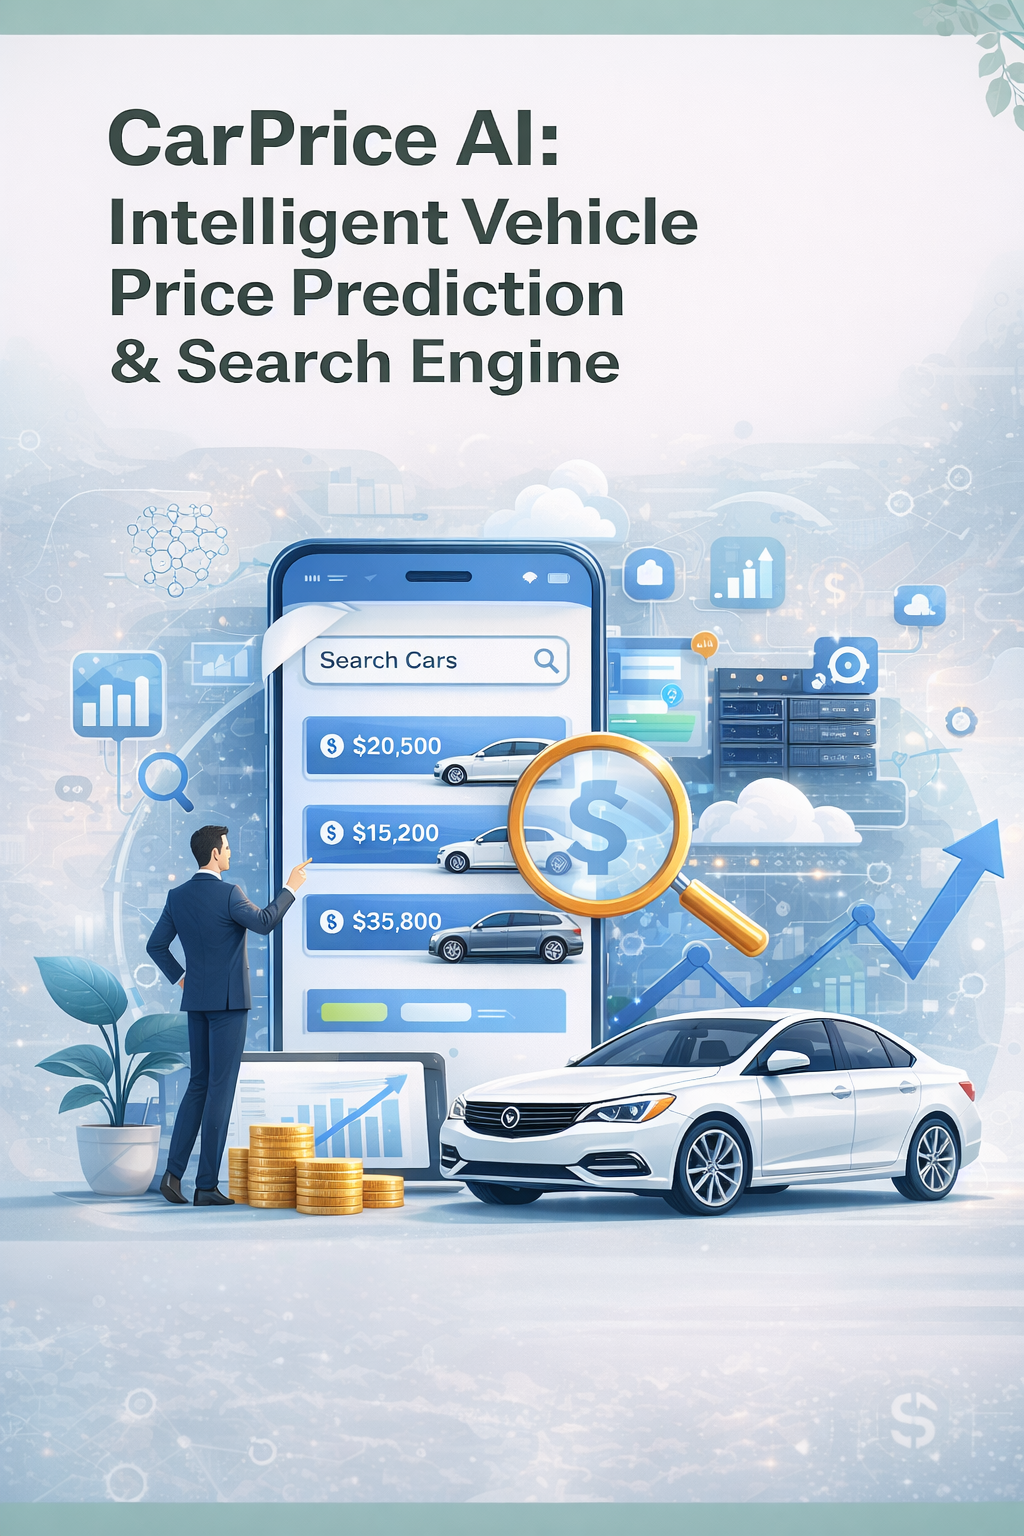 CarPrice AI:
Intelligent Vehicle
Price Prediction
& Search Engine
Search Cars
$ $20,500
$ $15,200
$ $35,800
$
$
$